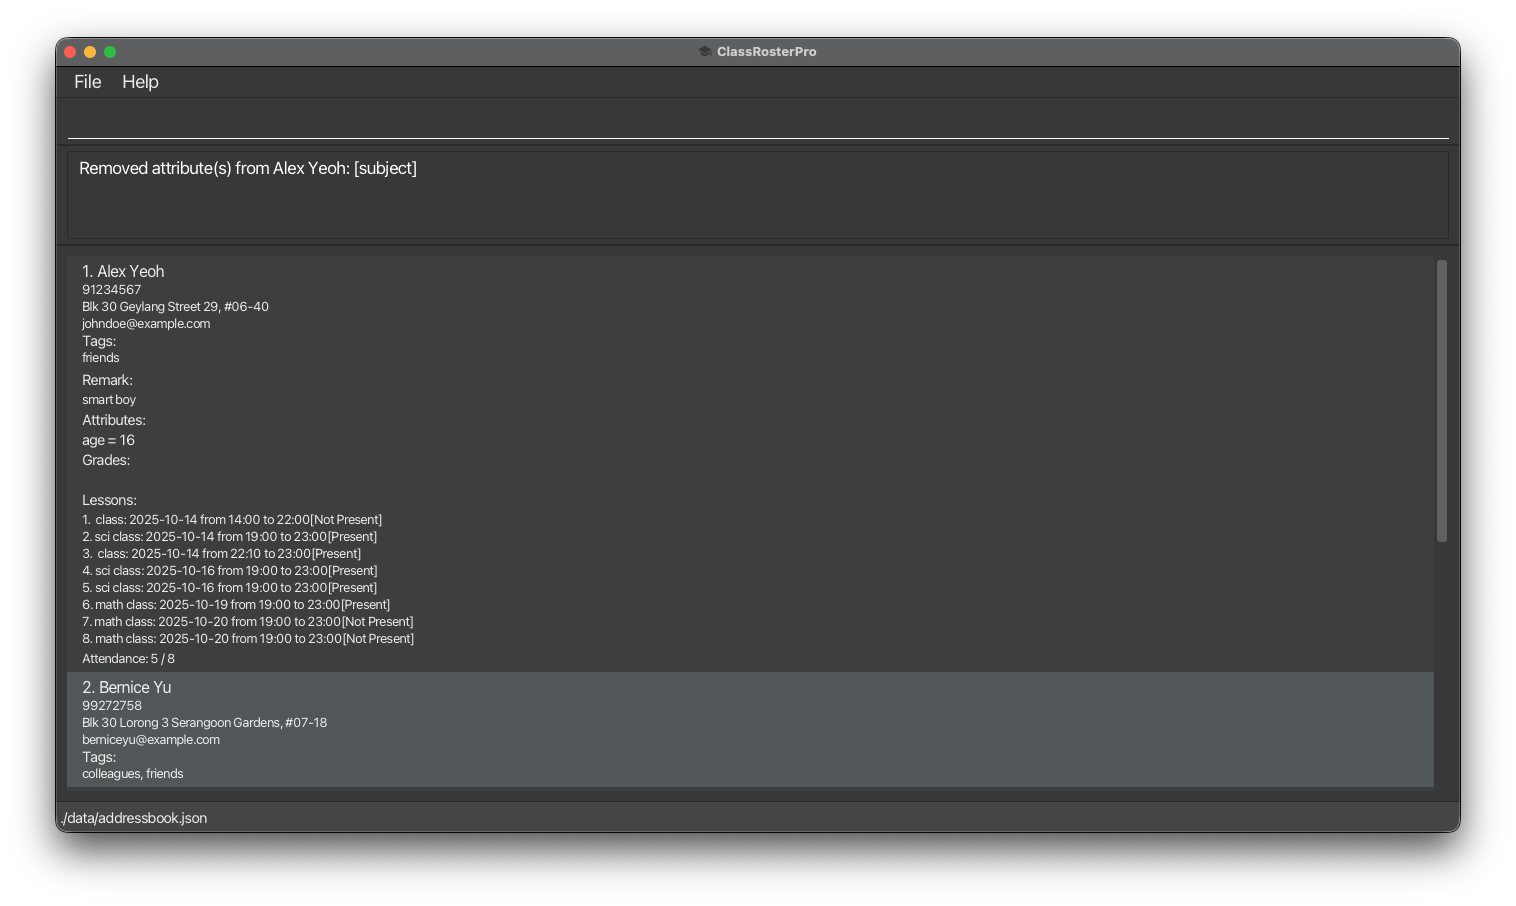 ClassRosterPro
File Help
Removed attribute(s) from Alex Yeoh: [subject]
1. Alex Yeoh
91234567
Blk 30 Geylang Street 29, #06-40
johndoe@example.com
Tags:
friends
Remark:
smart boy
Attributes:
age = 16
Grades:
Lessons:
1. class: 2025-10-14 from 14:00 to 22:00[Not Present]
2. sci class: 2025-10-14 from 19:00 to 23:00[Present]
3. class: 2025-10-14 from 22:10 to 23:00[Present]
4. sci class: 2025-10-16 from 19:00 to 23:00[Present]
5. sci class: 2025-10-16 from 19:00 to 23:00[Present]
6. math class: 2025-10-19 from 19:00 to 23:00[Present]
7. math class: 2025-10-20 from 19:00 to 23:00[Not Present]
8. math class: 2025-10-20 from 19:00 to 23:00[Not Present]
Attendance: 5 / 8
2. Bernice Yu
99272758
Blk 30 Lorong 3 Serangoon Gardens, #07-18
berniceyu@example.com
Tags:
colleagues, friends
./data/addressbook.json